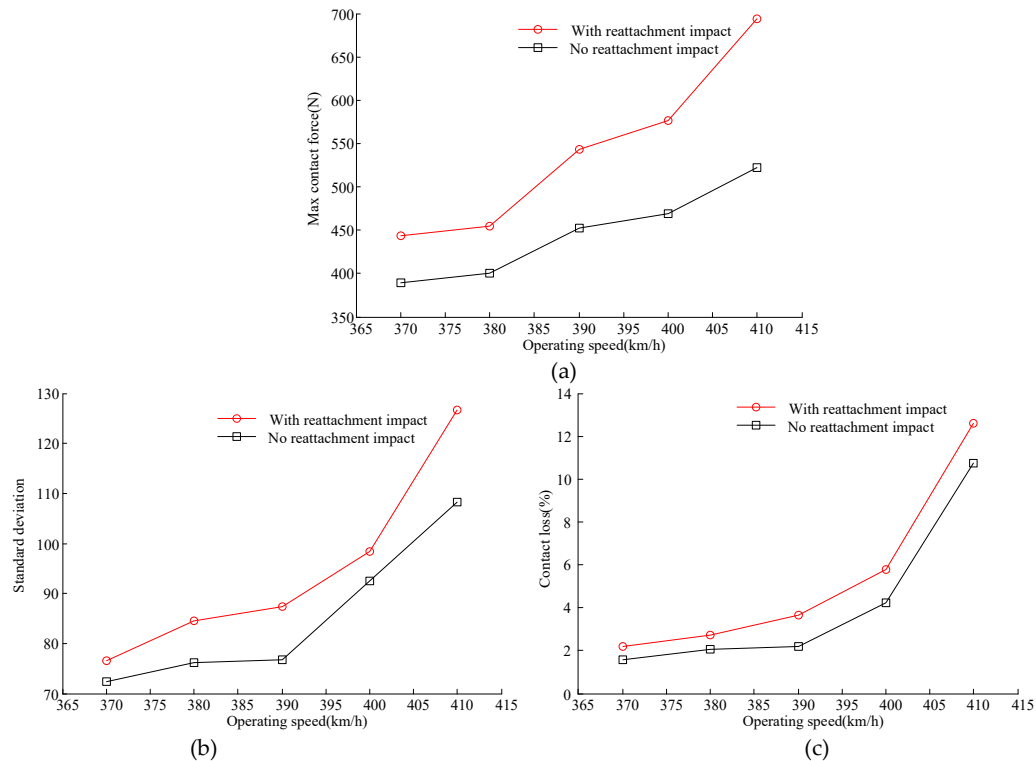 700
650
600
550
500
450
400
350
Max contact force(N)
With reattachment impact
No reattachment impact
365 370 375 380 385 390 395 400 405 410 415
Operating speed(km/h)
(a)
130
120
110
100
90
80
70
Standard deviation
With reattachment impact
No reattachment impact
365 370 375 380 385 390 395 400 405 410 415
Operating speed(km/h)
(b)
14
12
10
8
6
4
2
0
Contact loss(%)
With reattachment impact
No reattachment impact
365 370 375 380 385 390 395 400 405 410 415
Operating speed(km/h)
(c)